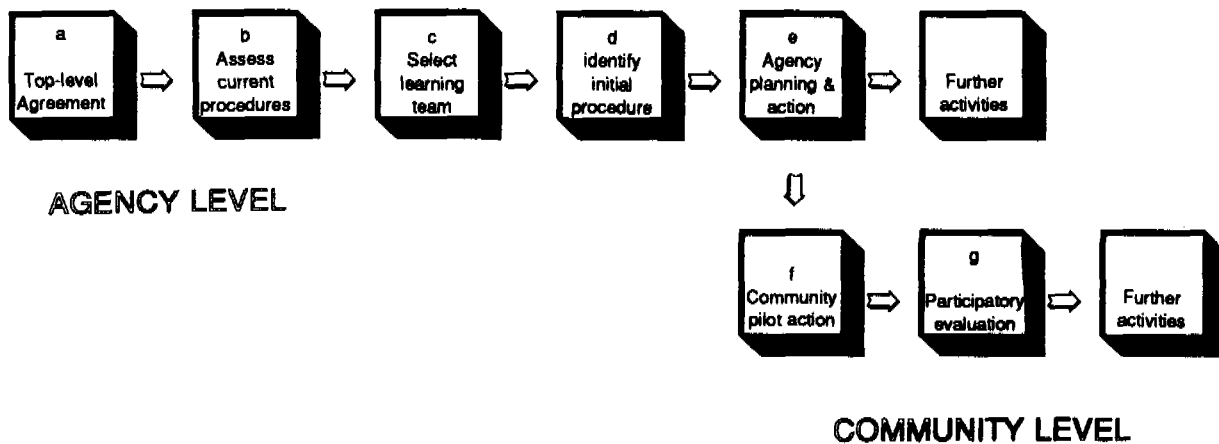 a
Top-level
Agreement
b
Assess
current
procedures
c
Select
learning
team
d
identify
initial
procedure
e
Agency
planning &
action
Further
activities
AGENCY LEVEL
f
Community
pilot action
g
Participatory
evaluation
Further
activities
COMMUNITY LEVEL